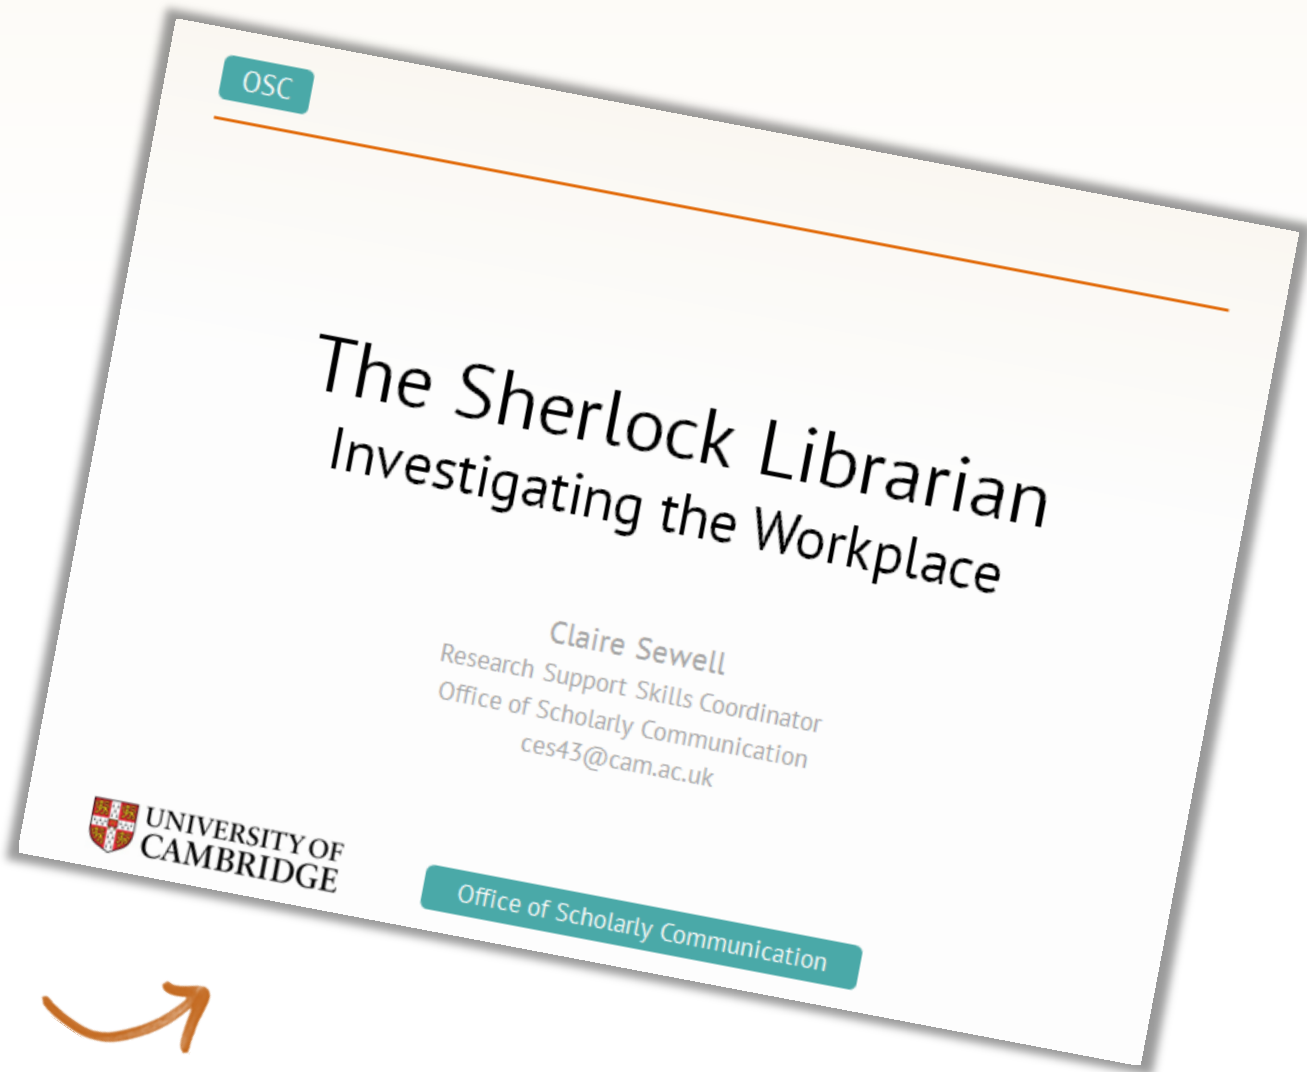 OSC
The Sherlock Librarian
Investigating the Workplace
Claire Sewell
Research Support Skills Coordinator
Office of Scholarly Communication
ces43@cam.ac.uk
UNIVERSITY OF
CAMBRIDGE
Office of Scholarly Communication